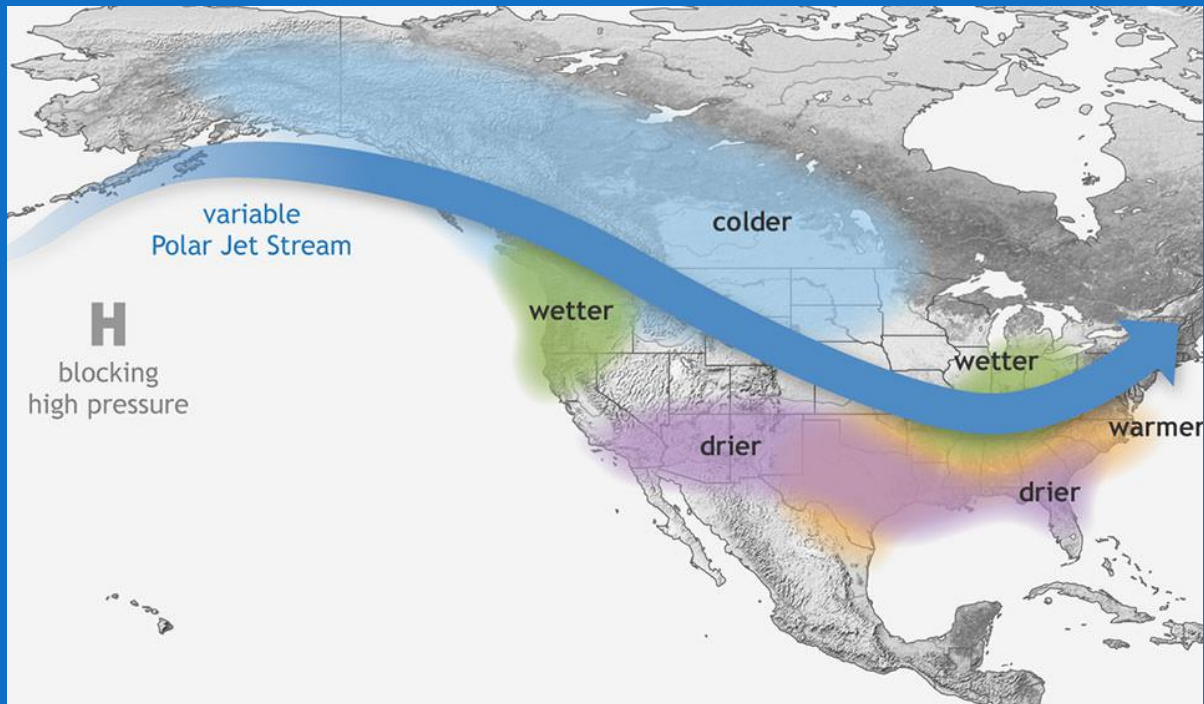 variable
Polar Jet Stream
colder
H
blocking
high pressure
wetter
wetter
warmer
drier
drier